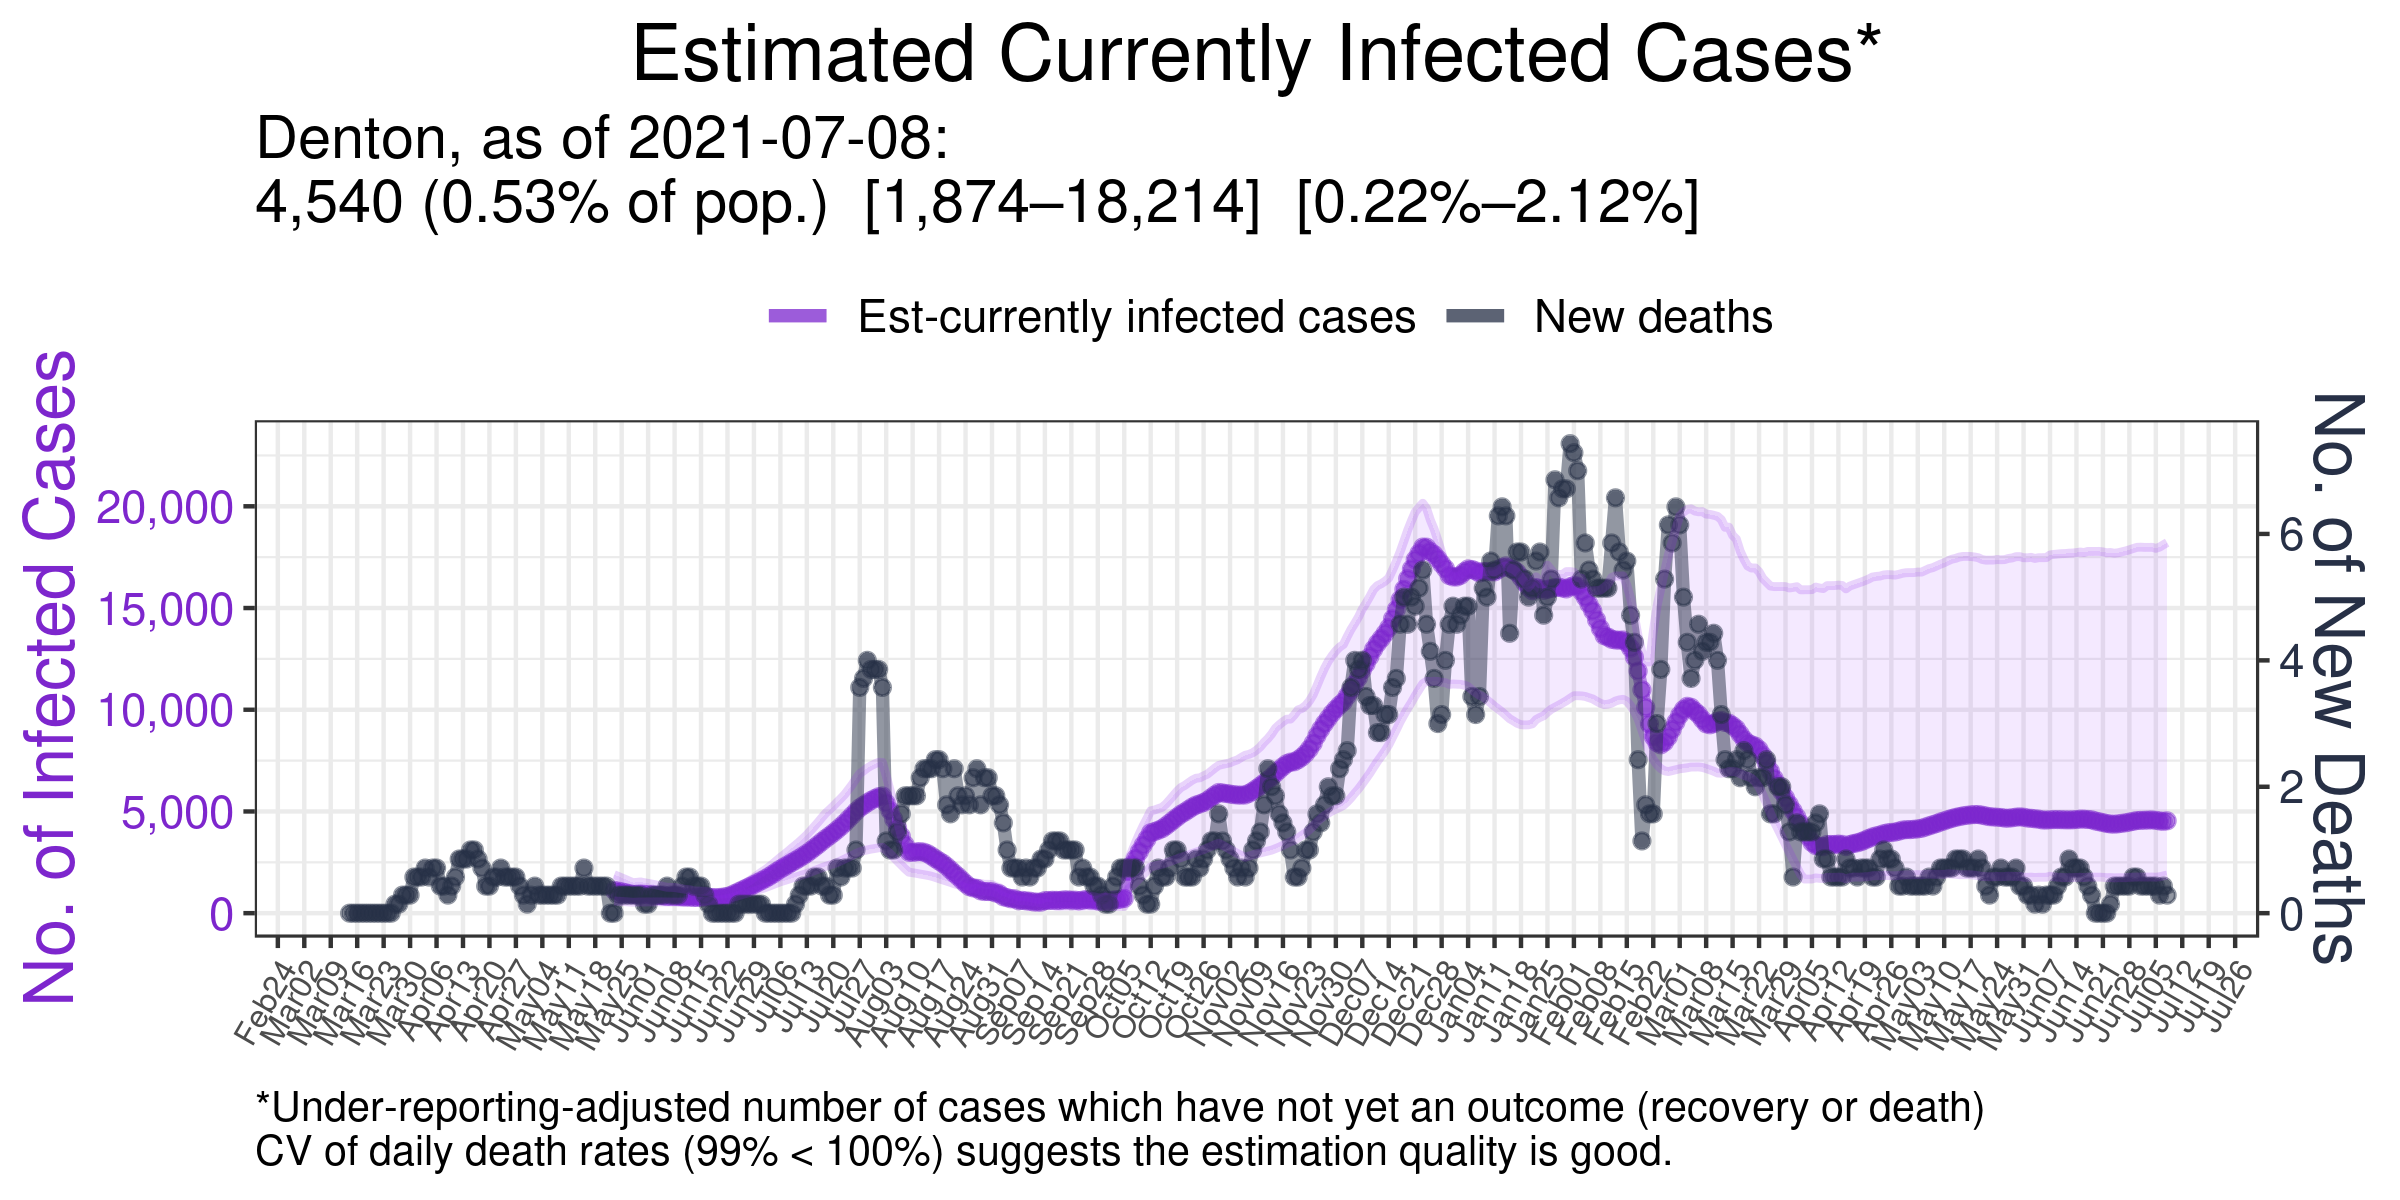 Estimated Currently Infected Cases*
Denton, as of 2021-07-08:
4,540 (0.53% of pop.)  [1,874–18,214]  [0.22%–2.12%]
Est-currently infected cases
New deaths
No. of Infected Cases
20,000
15,000
10,000
5,000
0
No. of New Deaths
6
4
2
0
Feb24
Mar02
Mar09
Mar16
Mar23
Mar30
Apr06
Apr13
Apr20
Apr27
May04
May11
May18
May25
Jun01
Jun08
Jun15
Jun22
Jun29
Jul06
Jul13
Jul20
Jul27
Aug03
Aug10
Aug17
Aug24
Aug31
Sep07
Sep14
Sep21
Sep28
Oct05
Oct12
Oct19
Oct26
Nov02
Nov09
Nov16
Nov23
Nov30
Dec07
Dec14
Dec21
Dec28
Jan04
Jan11
Jan18
Jan25
Feb01
Feb08
Feb15
Feb22
Mar01
Mar08
Mar15
Mar22
Mar29
Apr05
Apr12
Apr19
Apr26
May03
May10
May17
May24
May31
Jun07
Jun14
Jun21
Jun28
Jul05
Jul12
Jul19
Jul26
*Under-reporting-adjusted number of cases which have not yet an outcome (recovery or death)
CV of daily death rates (99% < 100%) suggests the estimation quality is good.